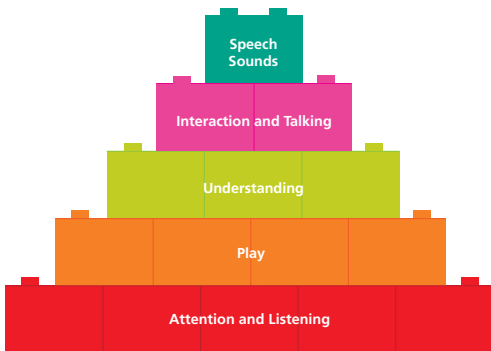 Speech
Sounds
Interaction and Talking
Understanding
Play
Attention and Listening